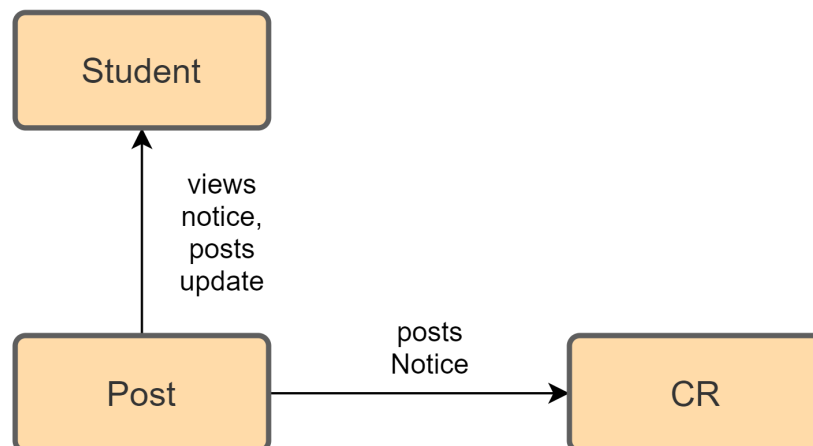 Student
views
notice,
posts
update
posts
Notice
Post
CR